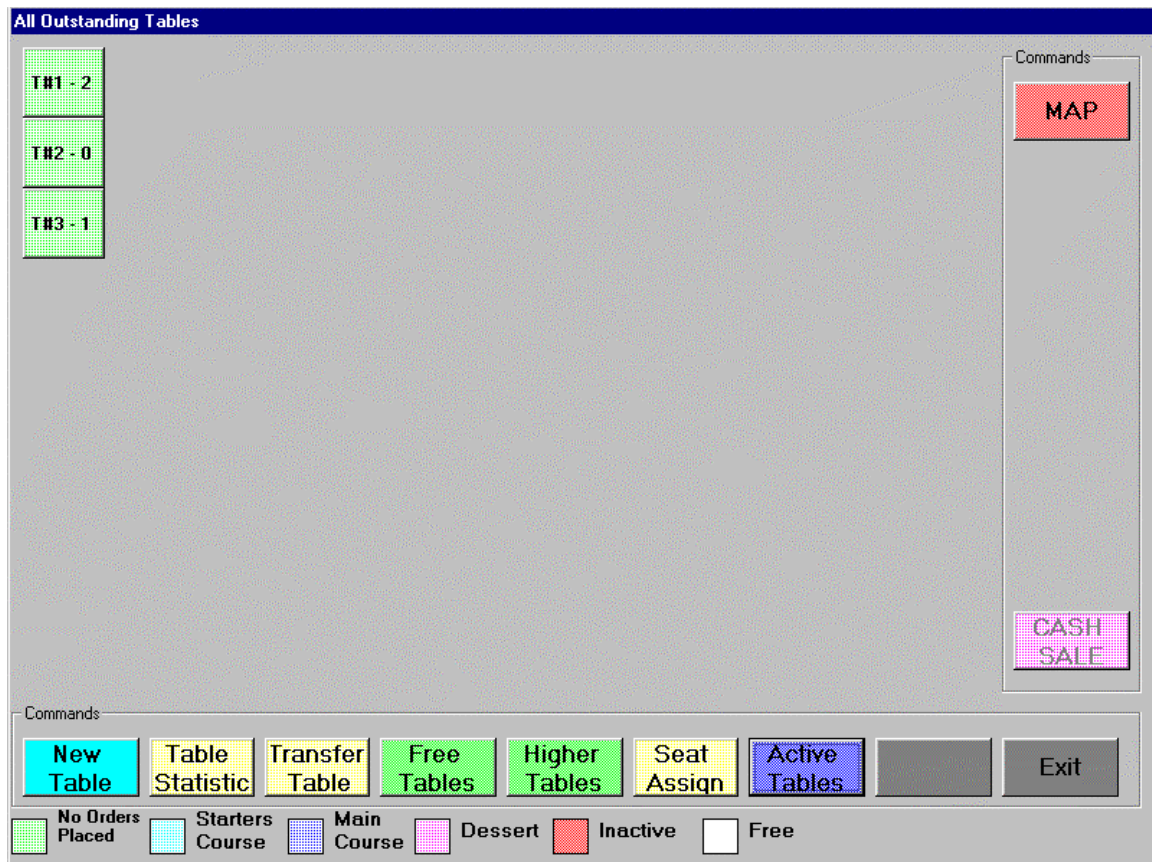 All Outstanding Tables
T#1 - 2
T#2 - 0
T#3 - 1
Commands
MAP
CASH
SALE
Commands
New
Table
Table
Statistic
Transfer
Table
Free
Tables
Higher
Tables
Seat
Assign
Active
Tables
Exit
No Orders
Placed
Starters
Course
Main
Course
Dessert
Inactive
Free